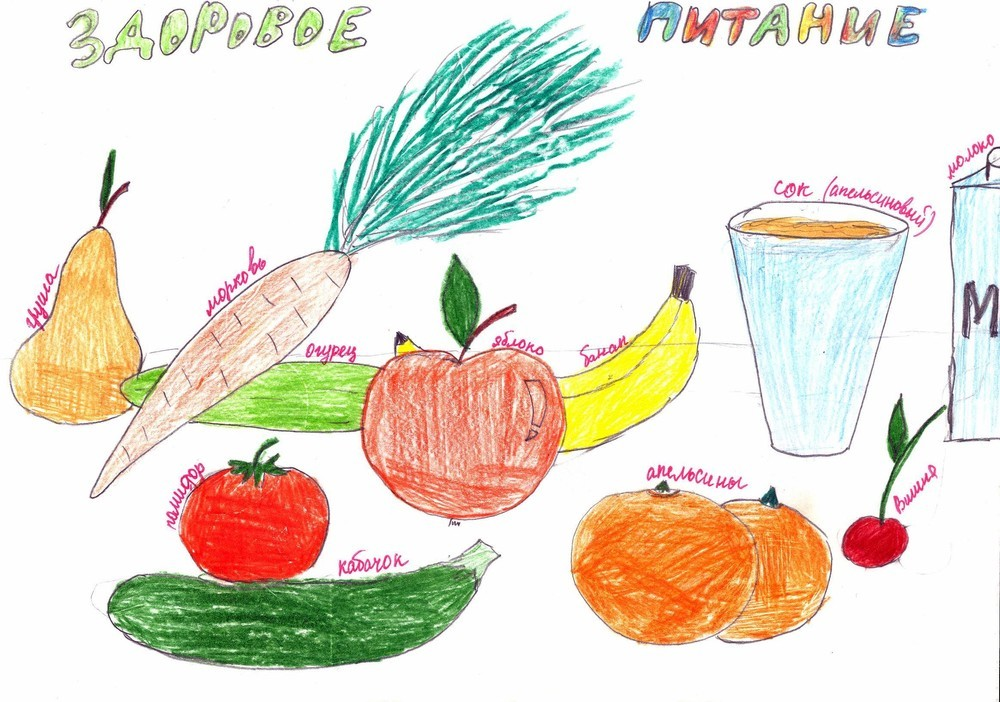 ЗДОРОВОЕ ПИТАНИЕ
молоко
сок (апельсиновый)
груша
морковь
огурец
яблоко
банан
М
помидор
апельсины
Вишня
кабачок